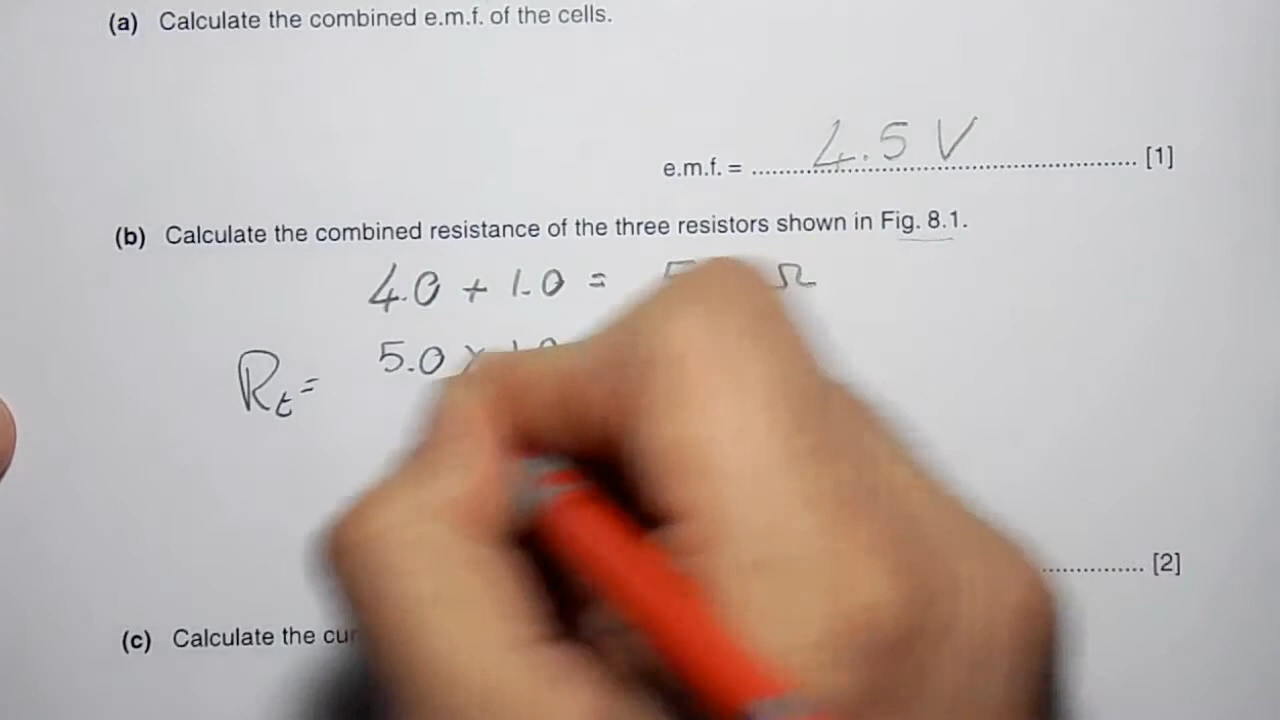 (a) Calculate the combined e.m.f. of the cells.
e.m.f. = 4.5 V [1]
(b) Calculate the combined resistance of the three resistors shown in Fig. 8.1.
4.0 + 1.0 = Ω
Rt = 5.0 ×
[2]
(c) Calculate the